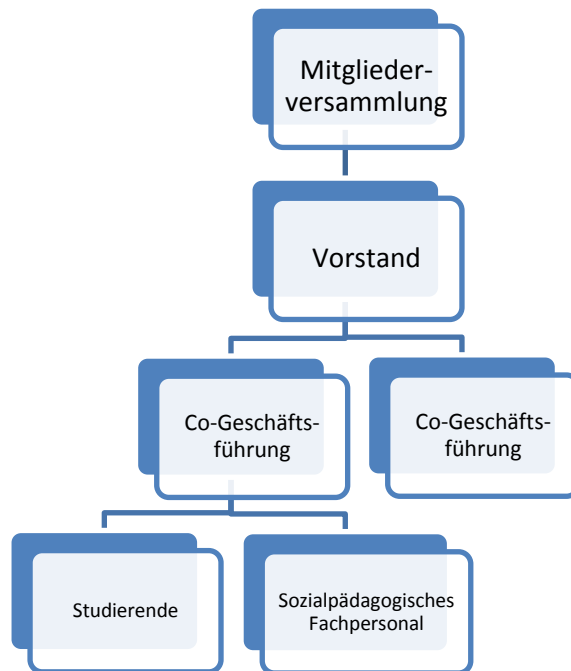 Mitglieder-
versammlung
Vorstand
Co-Geschäfts-
führung
Co-Geschäfts-
führung
Studierende
Sozialpädagogisches
Fachpersonal